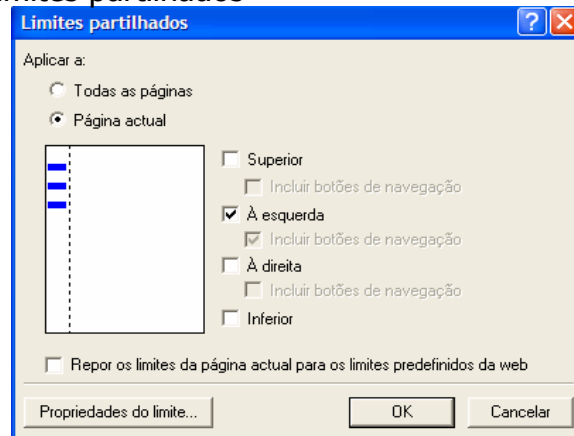 Limites partilhados
Limites partilhados
Aplicar a:
Todas as páginas
Página actual
Superior
Incluir botões de navegação
À esquerda
Incluir botões de navegação
À direita
Incluir botões de navegação
Inferior
Repor os limites da página actual para os limites predefinidos da web
Propriedades do limite...
OK
Cancelar